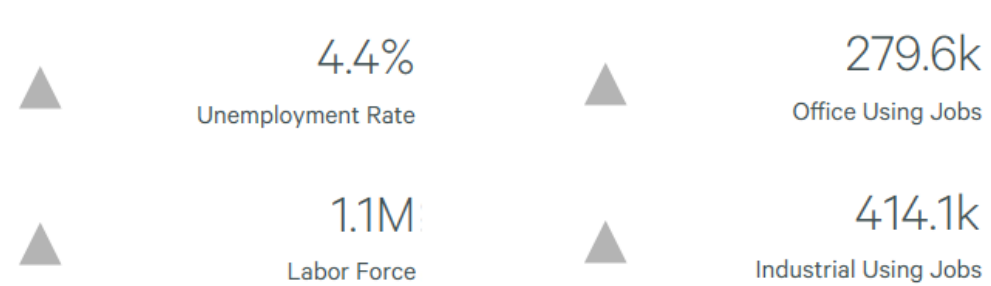 4.4%
Unemployment Rate
279.6k
Office Using Jobs
1.1M
Labor Force
414.1k
Industrial Using Jobs